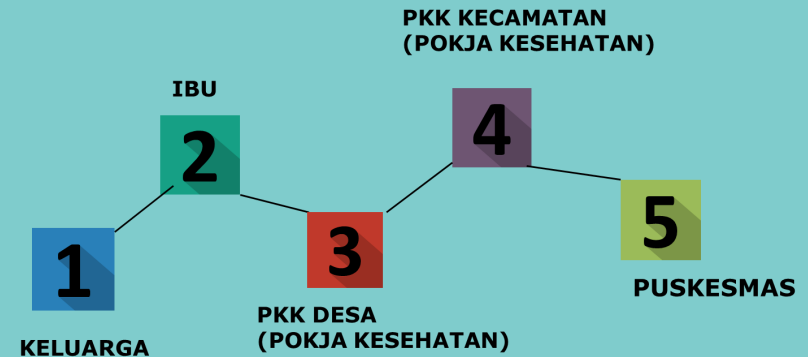 1
KELUARGA
2
IBU
3
PKK DESA
(POKJA KESEHATAN)
4
PKK KECAMATAN
(POKJA KESEHATAN)
5
PUSKESMAS